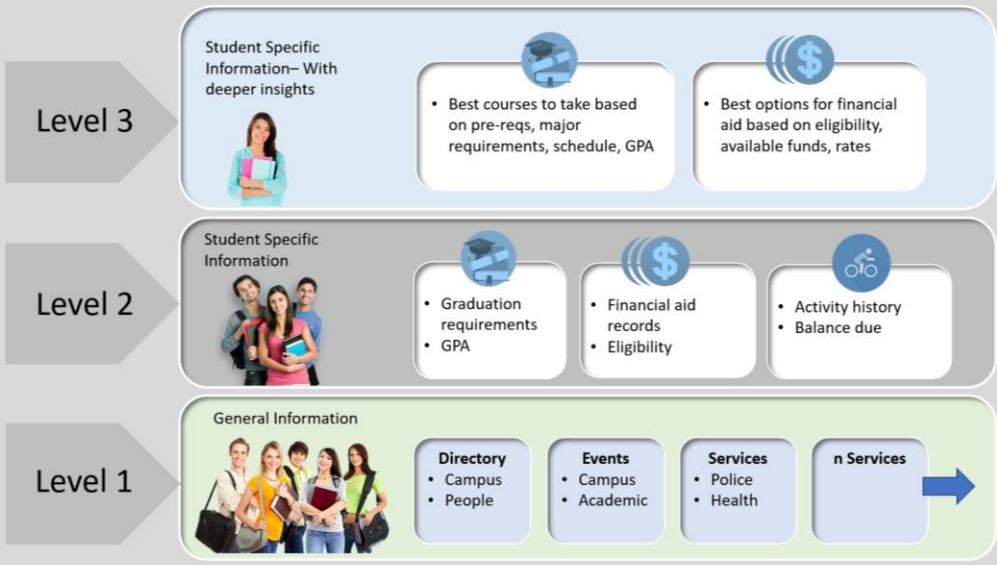 Level 3
Student Specific
Information– With
deeper insights
• Best courses to take based
on pre-reqs, major
requirements, schedule, GPA
• Best options for financial
aid based on eligibility,
available funds, rates
Level 2
Student Specific
Information
• Graduation
requirements
• GPA
• Financial aid
records
• Eligibility
• Activity history
• Balance due
Level 1
General Information
Directory
• Campus
• People
Events
• Campus
• Academic
Services
• Police
• Health
n Services
$
$